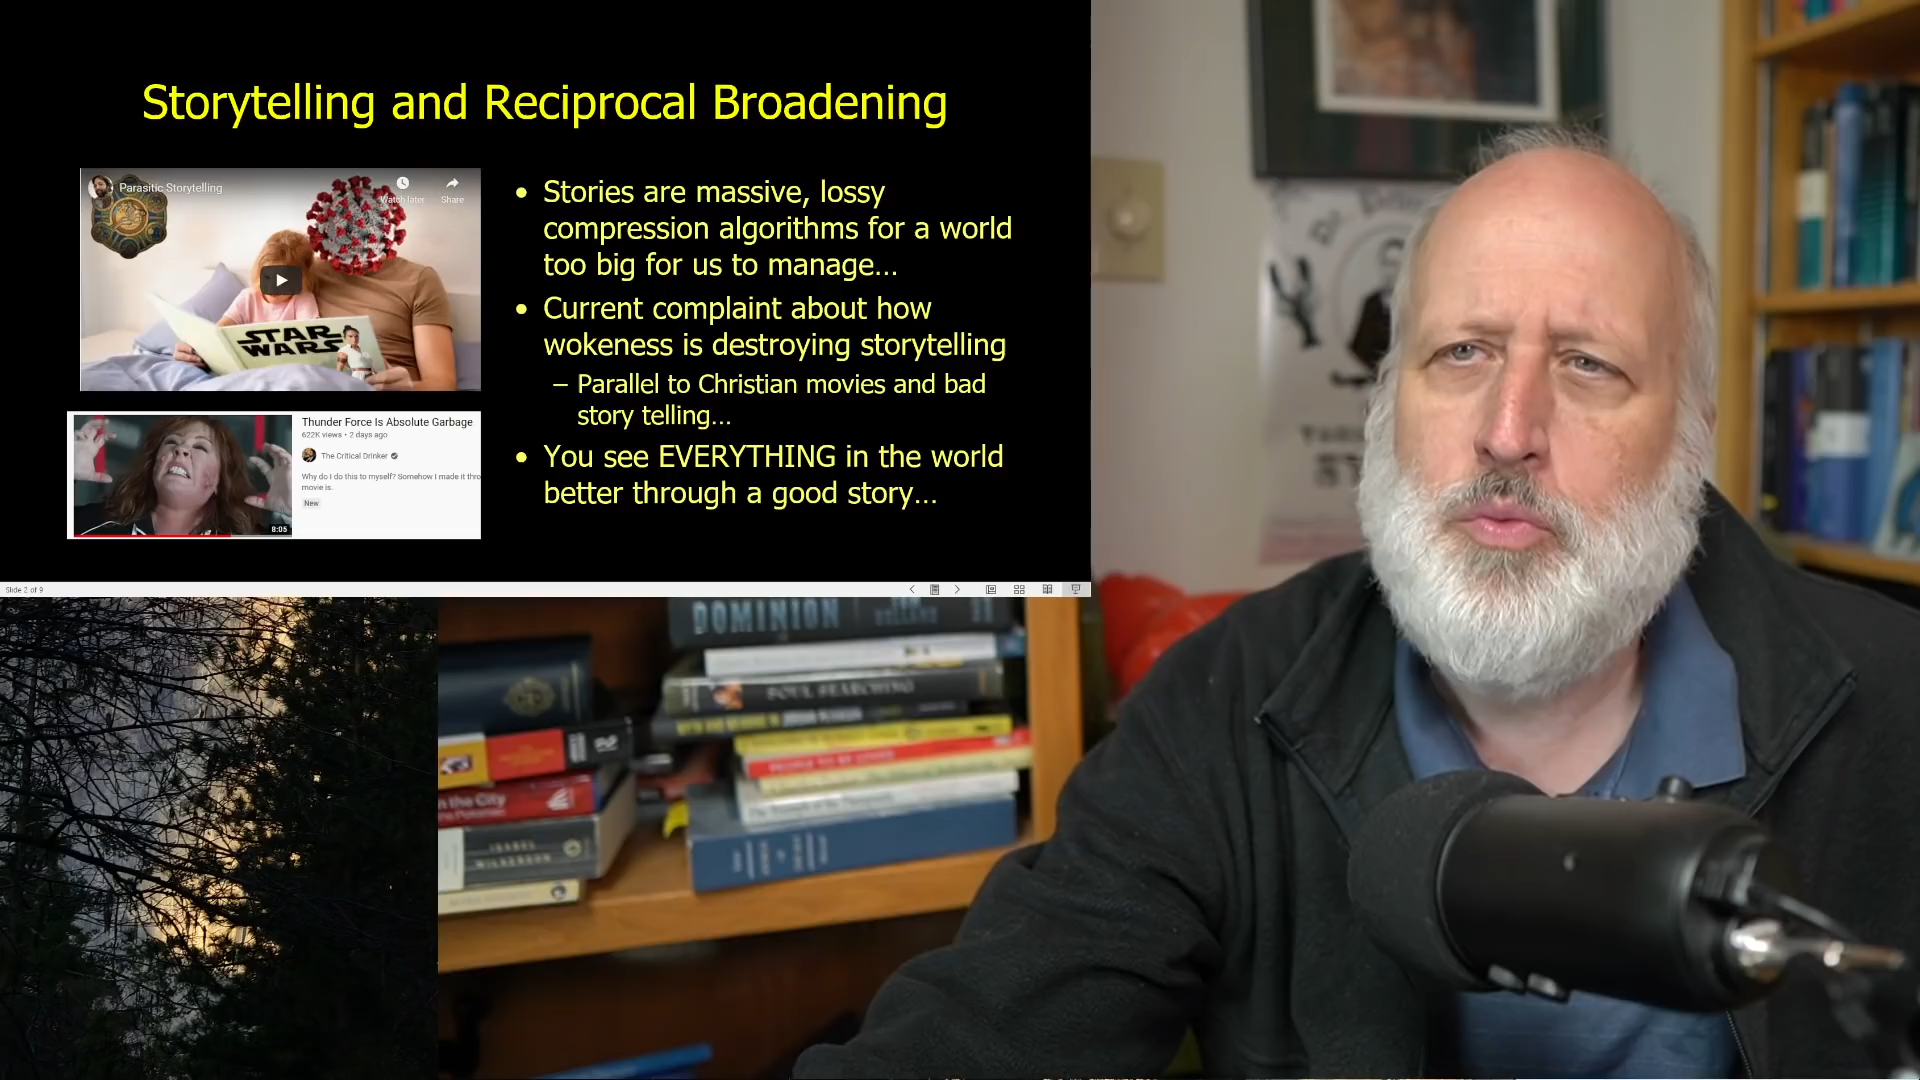 Storytelling and Reciprocal Broadening
Parasitic Storytelling
Watch later
Share
STAR
WARS
Thunder Force Is Absolute Garbage
622K views • 2 days ago
The Critical Drinker
Why do I do this to myself? Somehow I made it thro
movie is.
New
8:05
• Stories are massive, lossy
compression algorithms for a world
too big for us to manage...
• Current complaint about how
wokeness is destroying storytelling
– Parallel to Christian movies and bad
story telling...
• You see EVERYTHING in the world
better through a good story...
Slide 2 of 9
DOMINION
SOUL SEARCHING
n the City
ISABEL
WILKERSON